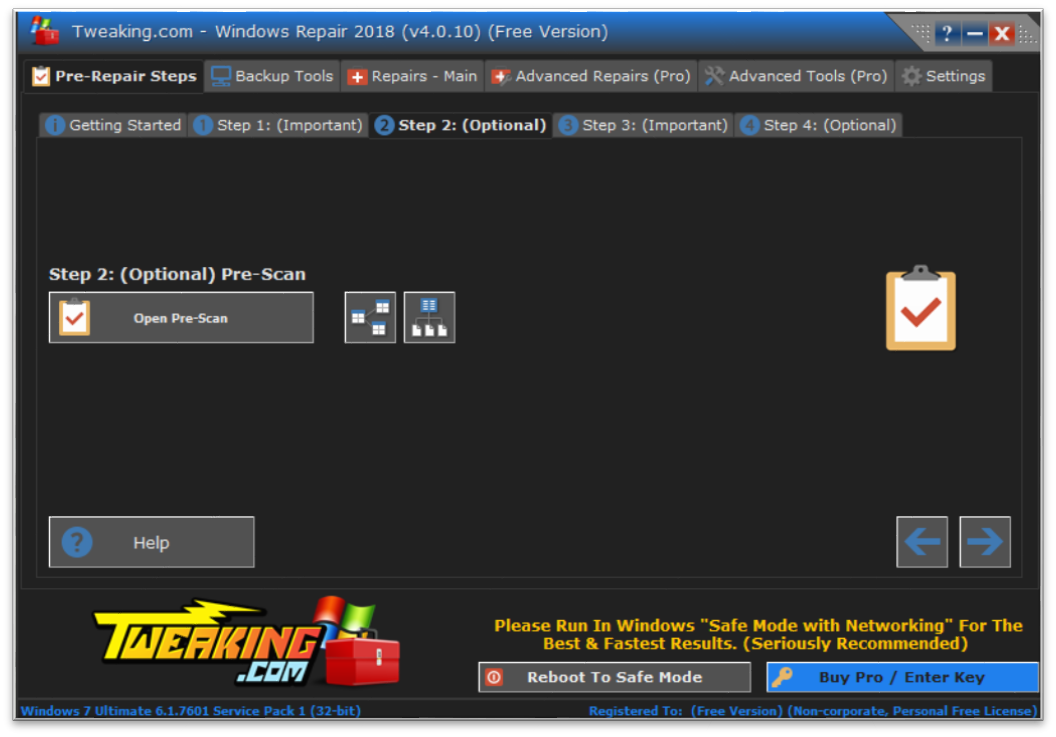 Tweaking.com - Windows Repair 2018 (v4.0.10) (Free Version)
?
Pre-Repair Steps Backup Tools Repairs - Main Advanced Repairs (Pro) Advanced Tools (Pro) Settings
i Getting Started 1 Step 1: (Important) 2 Step 2: (Optional) 3 Step 3: (Important) 4 Step 4: (Optional)
Step 2: (Optional) Pre-Scan
Open Pre-Scan
? Help
TWEAKING
.COM
Please Run In Windows "Safe Mode with Networking" For The
Best & Fastest Results. (Seriously Recommended)
Reboot To Safe Mode Buy Pro / Enter Key
Windows 7 Ultimate 6.1.7601 Service Pack 1 (32-bit) Registered To: (Free Version) (Non-corporate, Personal Free License)